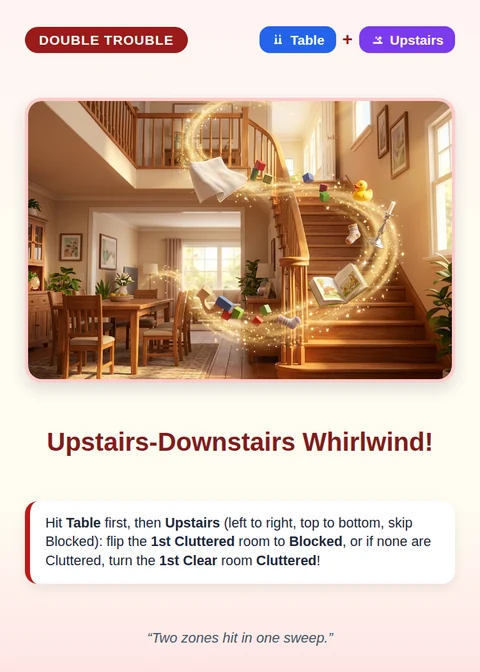 DOUBLE TROUBLE
Table + Upstairs
Upstairs-Downstairs Whirlwind!
Hit Table first, then Upstairs (left to right, top to bottom, skip
Blocked): flip the 1st Cluttered room to Blocked, or if none are
Cluttered, turn the 1st Clear room Cluttered!
“Two zones hit in one sweep.”